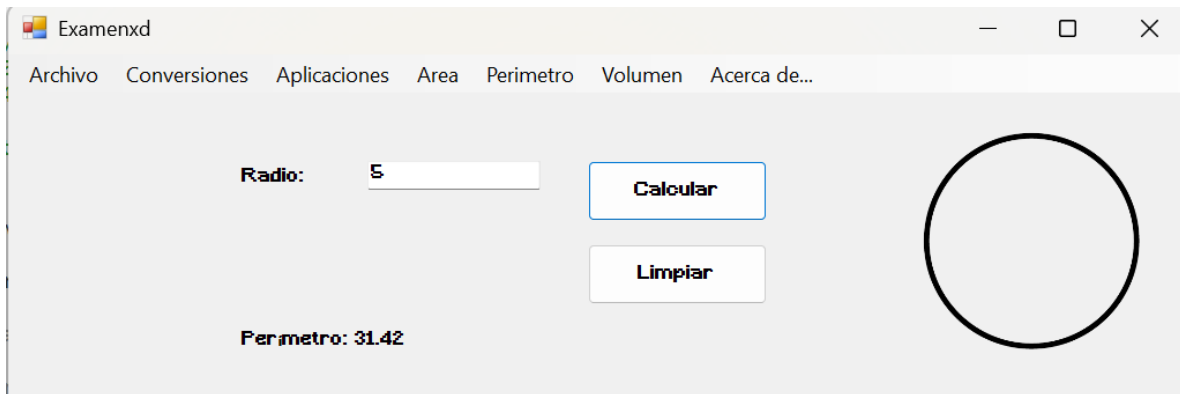 Examenxd
Archivo Conversiones Aplicaciones Area Perimetro Volumen Acerca de...
Radio: 5 Calcular
Limpiar
Perimetro: 31.42